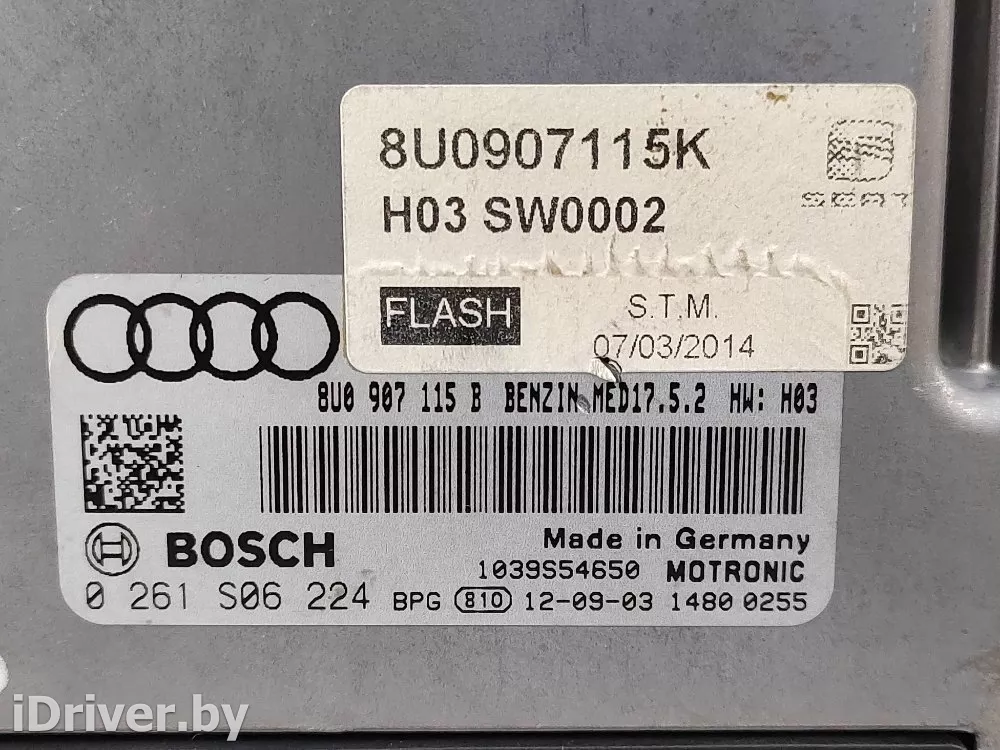 8U0907115K
H03 SW0002
SEAT
FLASH
S.T.M.
07/03/2014
8U0 907 115 B BENZIN MED17.5.2 HW: H03
BOSCH
Made in Germany
1039S54650 MOTRONIC
0 261 S06 224 BPG 810 12-09-03 1480 0255
iDriver.by